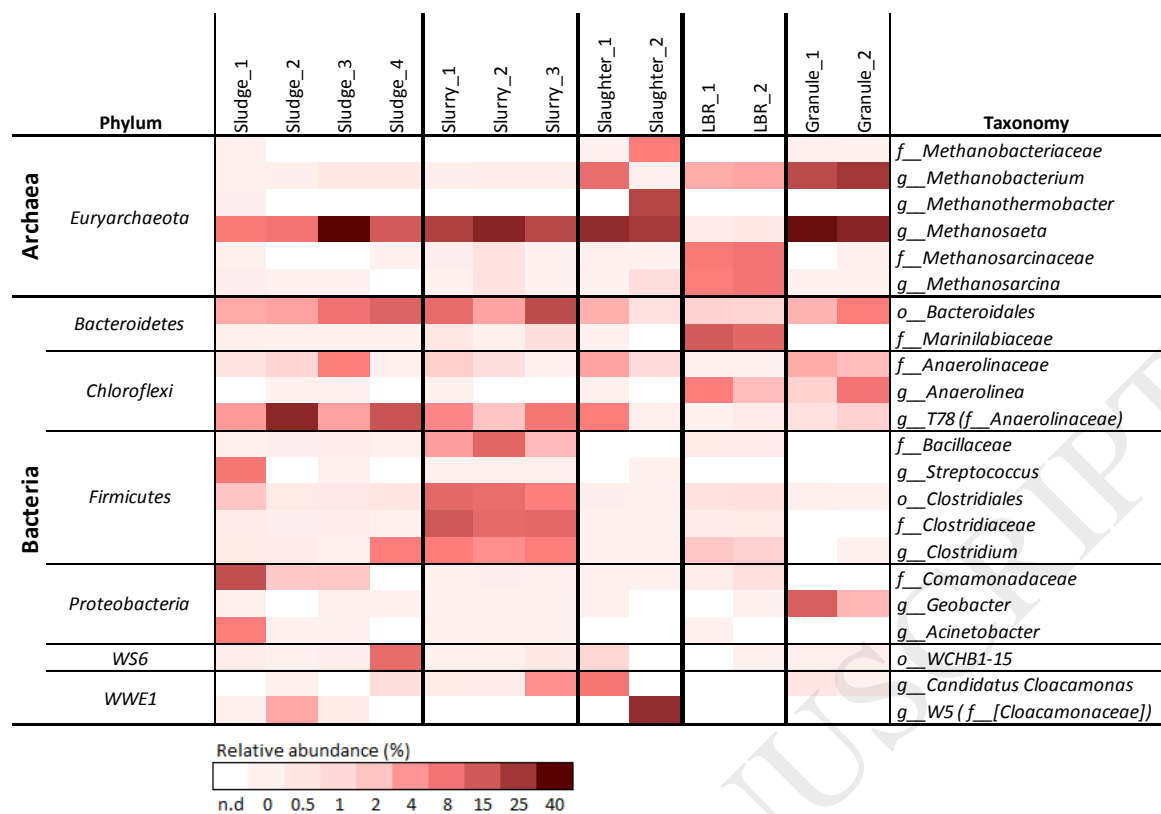 Phylum Sludge_1 Sludge_2 Sludge_3 Sludge_4 Slurry_1 Slurry_2 Slurry_3 Slaughter_1 Slaughter_2 LBR_1 LBR_2 Granule_1 Granule_2 Taxonomy
Archaea
Euryarchaeota
f__Methanobacteriaceae
g__Methanobacterium
g__Methanothermobacter
g__Methanosaeta
f__Methanosarcinaceae
g__Methanosarcina
Bacteria
Bacteroidetes
o__Bacteroidales
f__Marinilabiaceae
Chloroflexi
f__Anaerolinaceae
g__Anaerolinea
g__T78 (f__Anaerolinaceae)
Firmicutes
f__Bacillaceae
g__Streptococcus
o__Clostridiales
f__Clostridiaceae
g__Clostridium
Proteobacteria
f__Comamonadaceae
g__Geobacter
g__Acinetobacter
WS6
o__WCHB1-15
WWE1
g__Candidatus Cloacamonas
g__W5 ( f__[Cloacamonaceae])
Relative abundance (%)
n.d 0 0.5 1 2 4 8 15 25 40